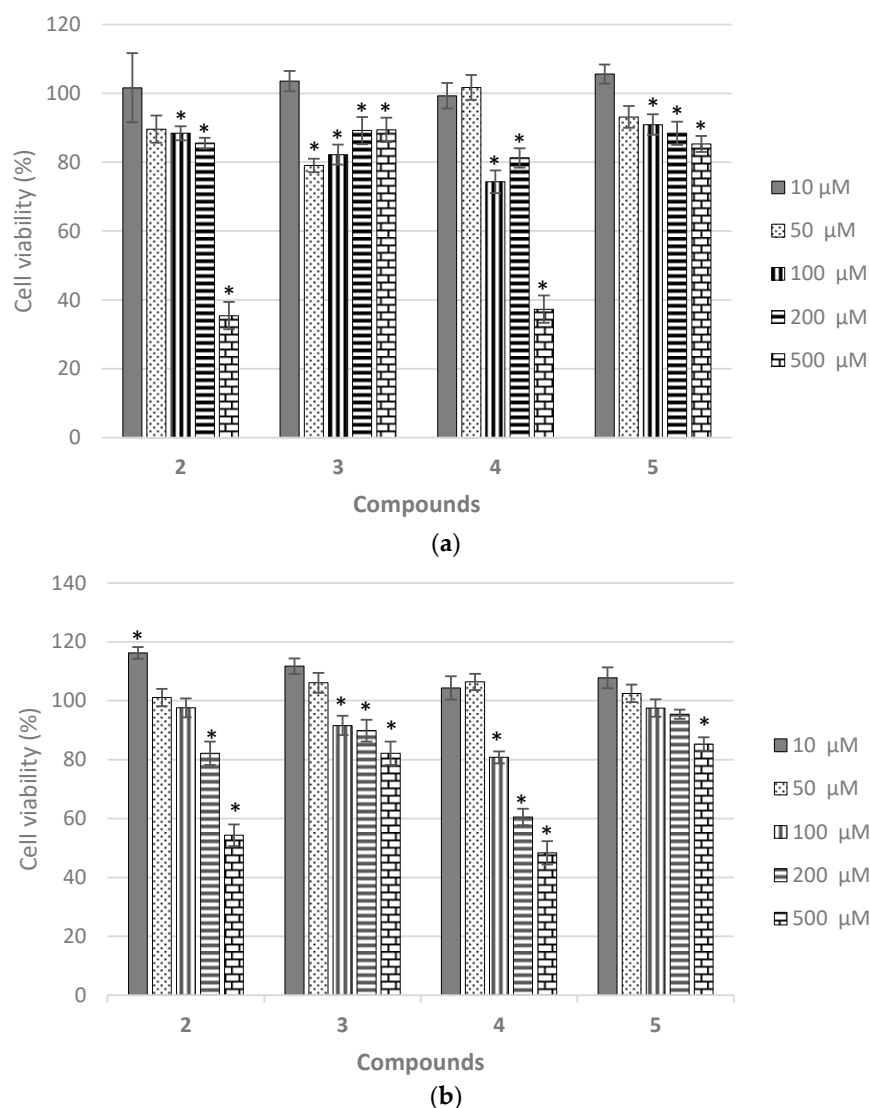 120
100
80
60
40
20
0
Cell viability (%)
* * *
* * * *
* * *
* * *
2 3 4 5
Compounds
10 μM
50 μM
100 μM
200 μM
500 μM
(a)
140
120
100
80
60
40
20
0
Cell viability (%)
* * *
* * *
* * *
*
2 3 4 5
Compounds
10 μM
50 μM
100 μM
200 μM
500 μM
(b)